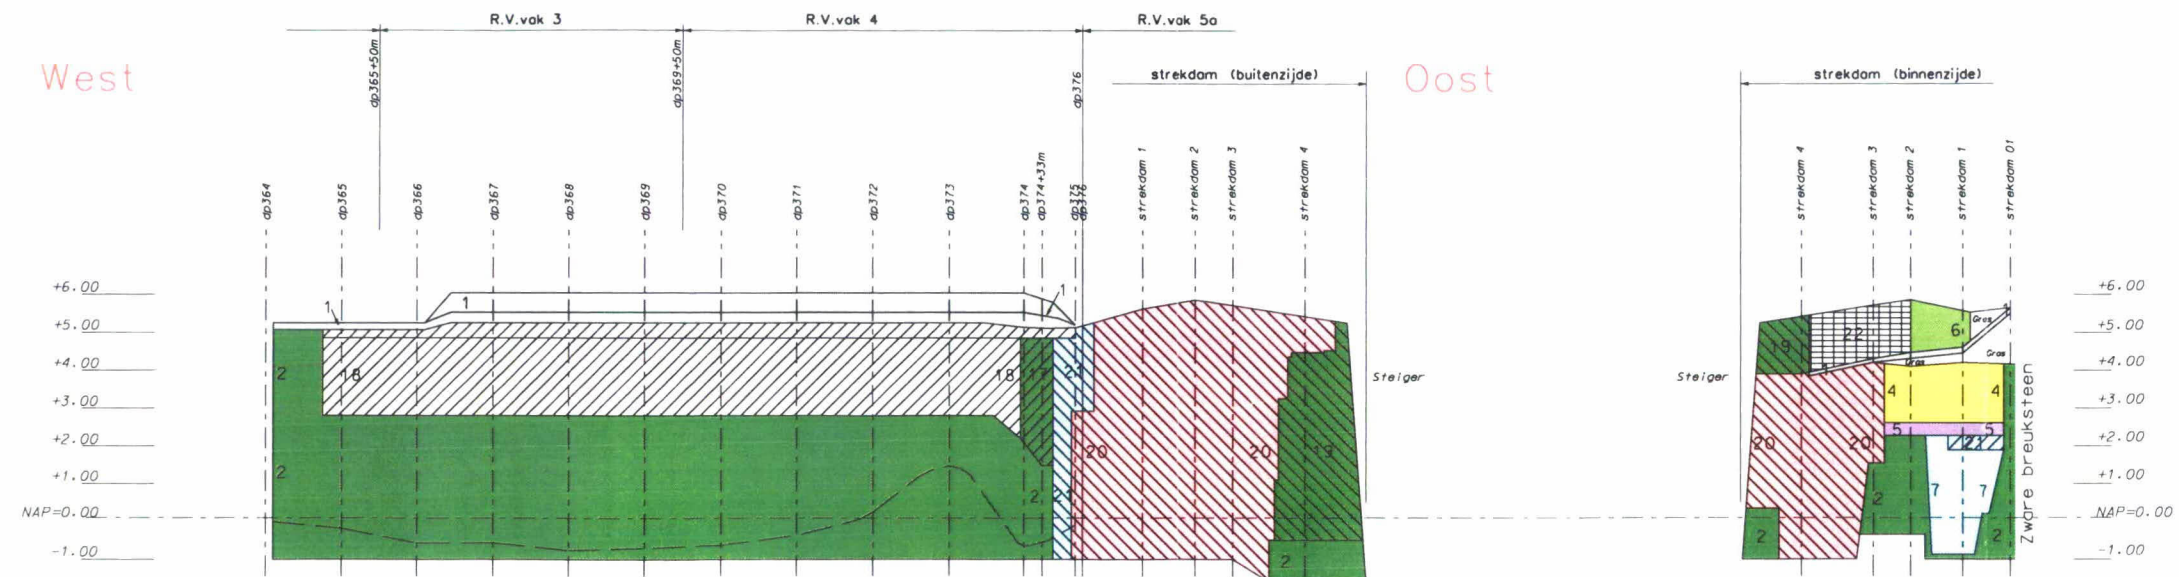 R.V.vak 3
R.V.vak 4
R.V.vak 5a
West
Oost
dp365+50m
dp369+50m
dp376
strekdam (buitenzijde)
strekdam (binnenzijde)
dp364
dp365
dp366
dp367
dp368
dp369
dp370
dp371
dp372
dp373
dp374
dp374+33m
dp375
dp376
strekdam 1
strekdam 2
strekdam 3
strekdam 4
strekdam 4
strekdam 3
strekdam 2
strekdam 1
strekdam 01
+6.00
+5.00
+4.00
+3.00
+2.00
+1.00
NAP=0.00
-1.00
1
1
1
2
18
18
17
21
2
20
20
19
2
21
2
Steiger
Steiger
19
22
6
Gras
1
1
Gras
Gras
4
4
5
5
20
20
21
2
7
7
2
2
Zware breuksteen
+6.00
+5.00
+4.00
+3.00
+2.00
+1.00
NAP=0.00
-1.00